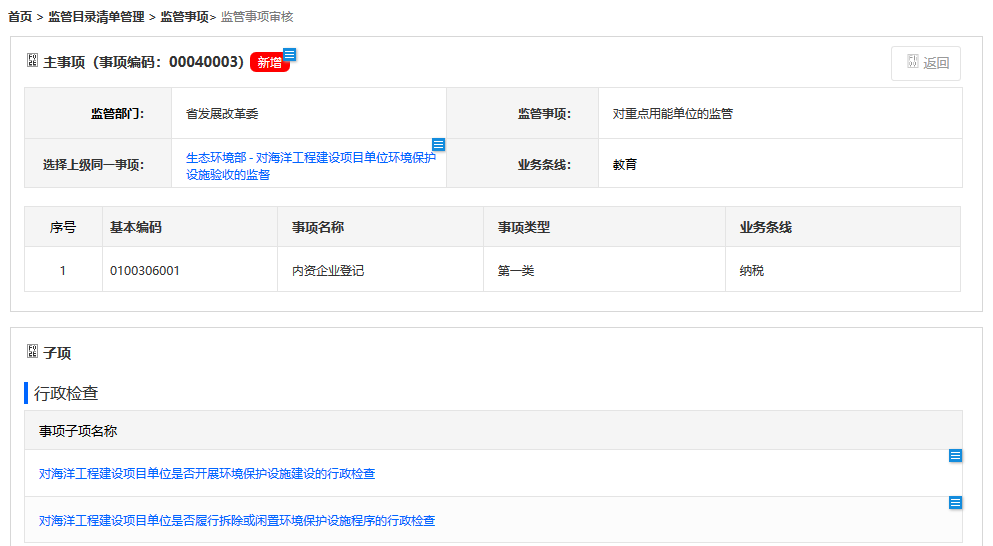 首页 > 监管目录清单管理 > 监管事项> 监管事项审核
主事项（事项编码：00040003） 新增
返回
监管部门： 省发展改革委 监管事项： 对重点用能单位的监管
选择上级同一事项： 生态环境部 - 对海洋工程建设项目单位环境保护
设施验收的监督
业务条线： 教育
序号 基本编码 事项名称 事项类型 业务条线
1 0100306001 内资企业登记 第一类 纳税
子项
行政检查
事项子项名称
对海洋工程建设项目单位是否开展环境保护设施建设的行政检查
对海洋工程建设项目单位是否履行拆除或闲置环境保护设施程序的行政检查